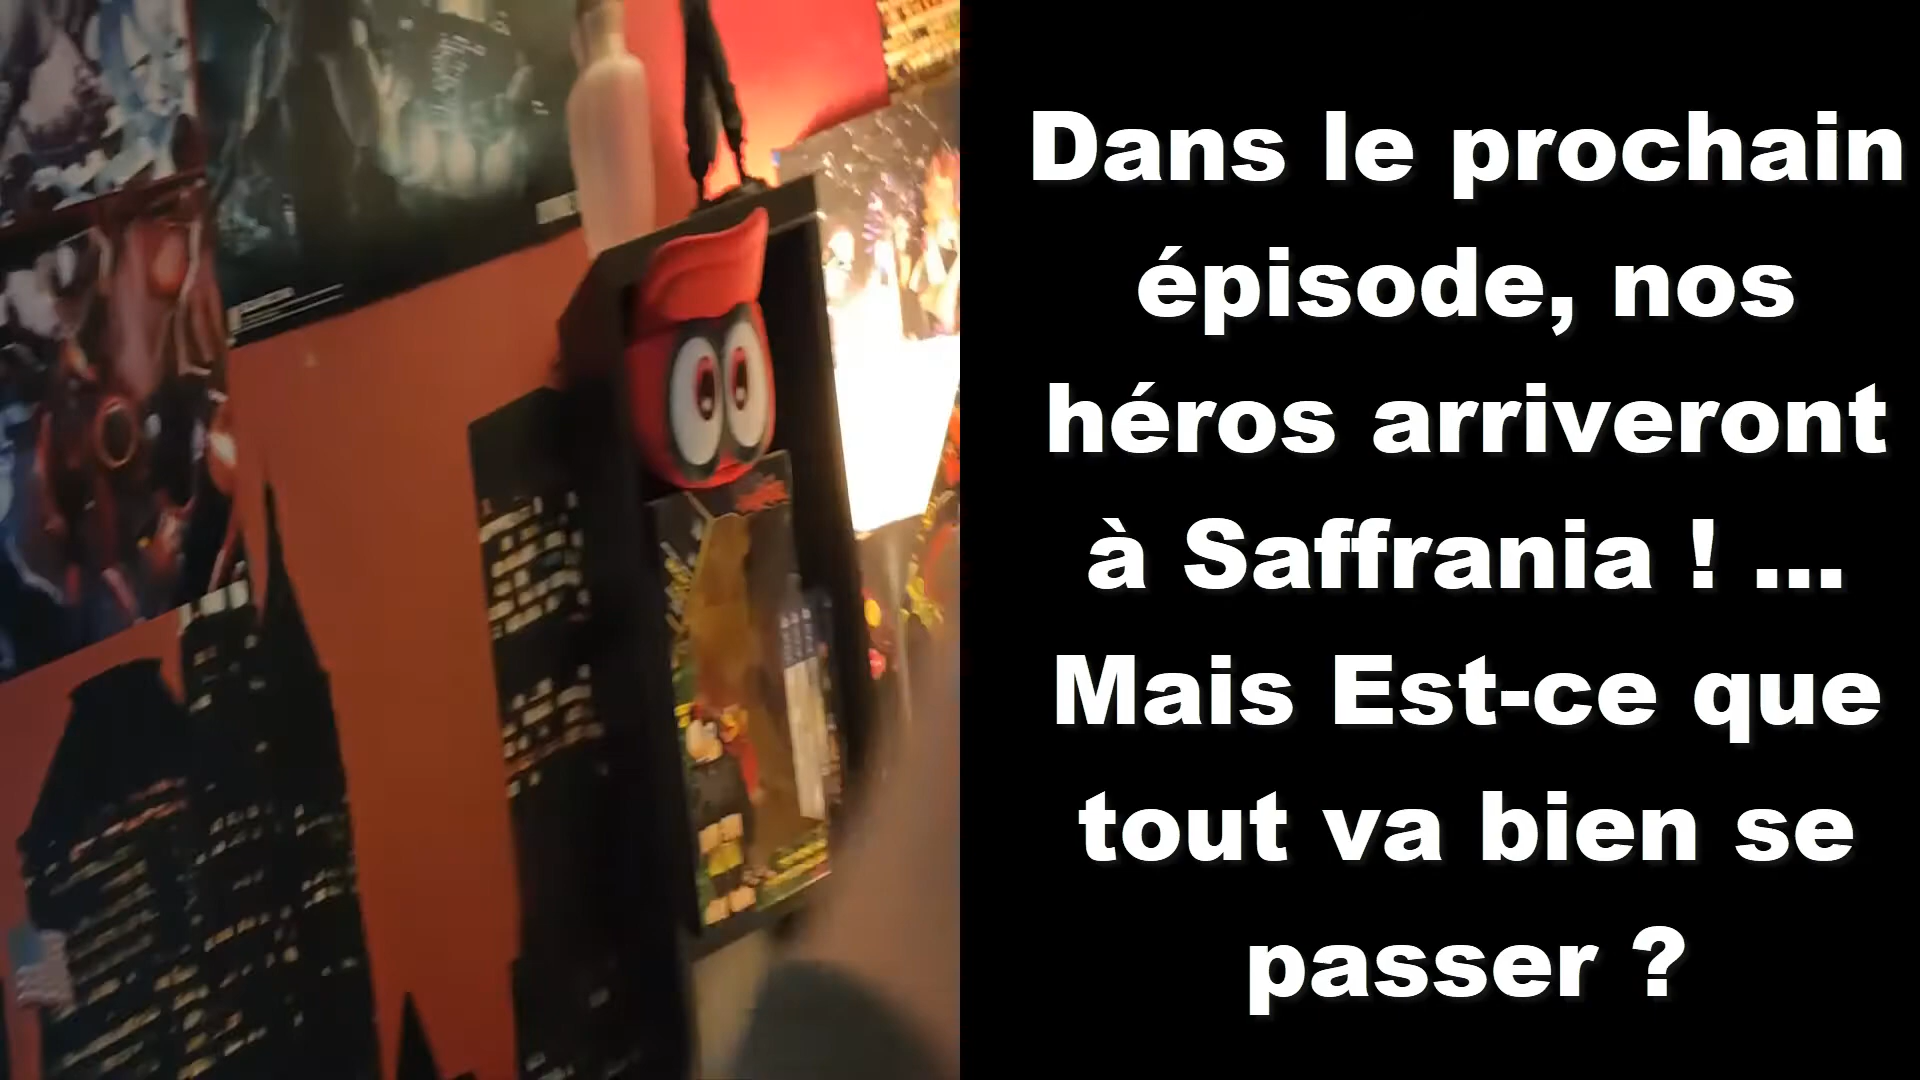 Dans le prochain
épisode, nos
héros arriveront
à Saffrania ! ...
Mais Est-ce que
tout va bien se
passer ?